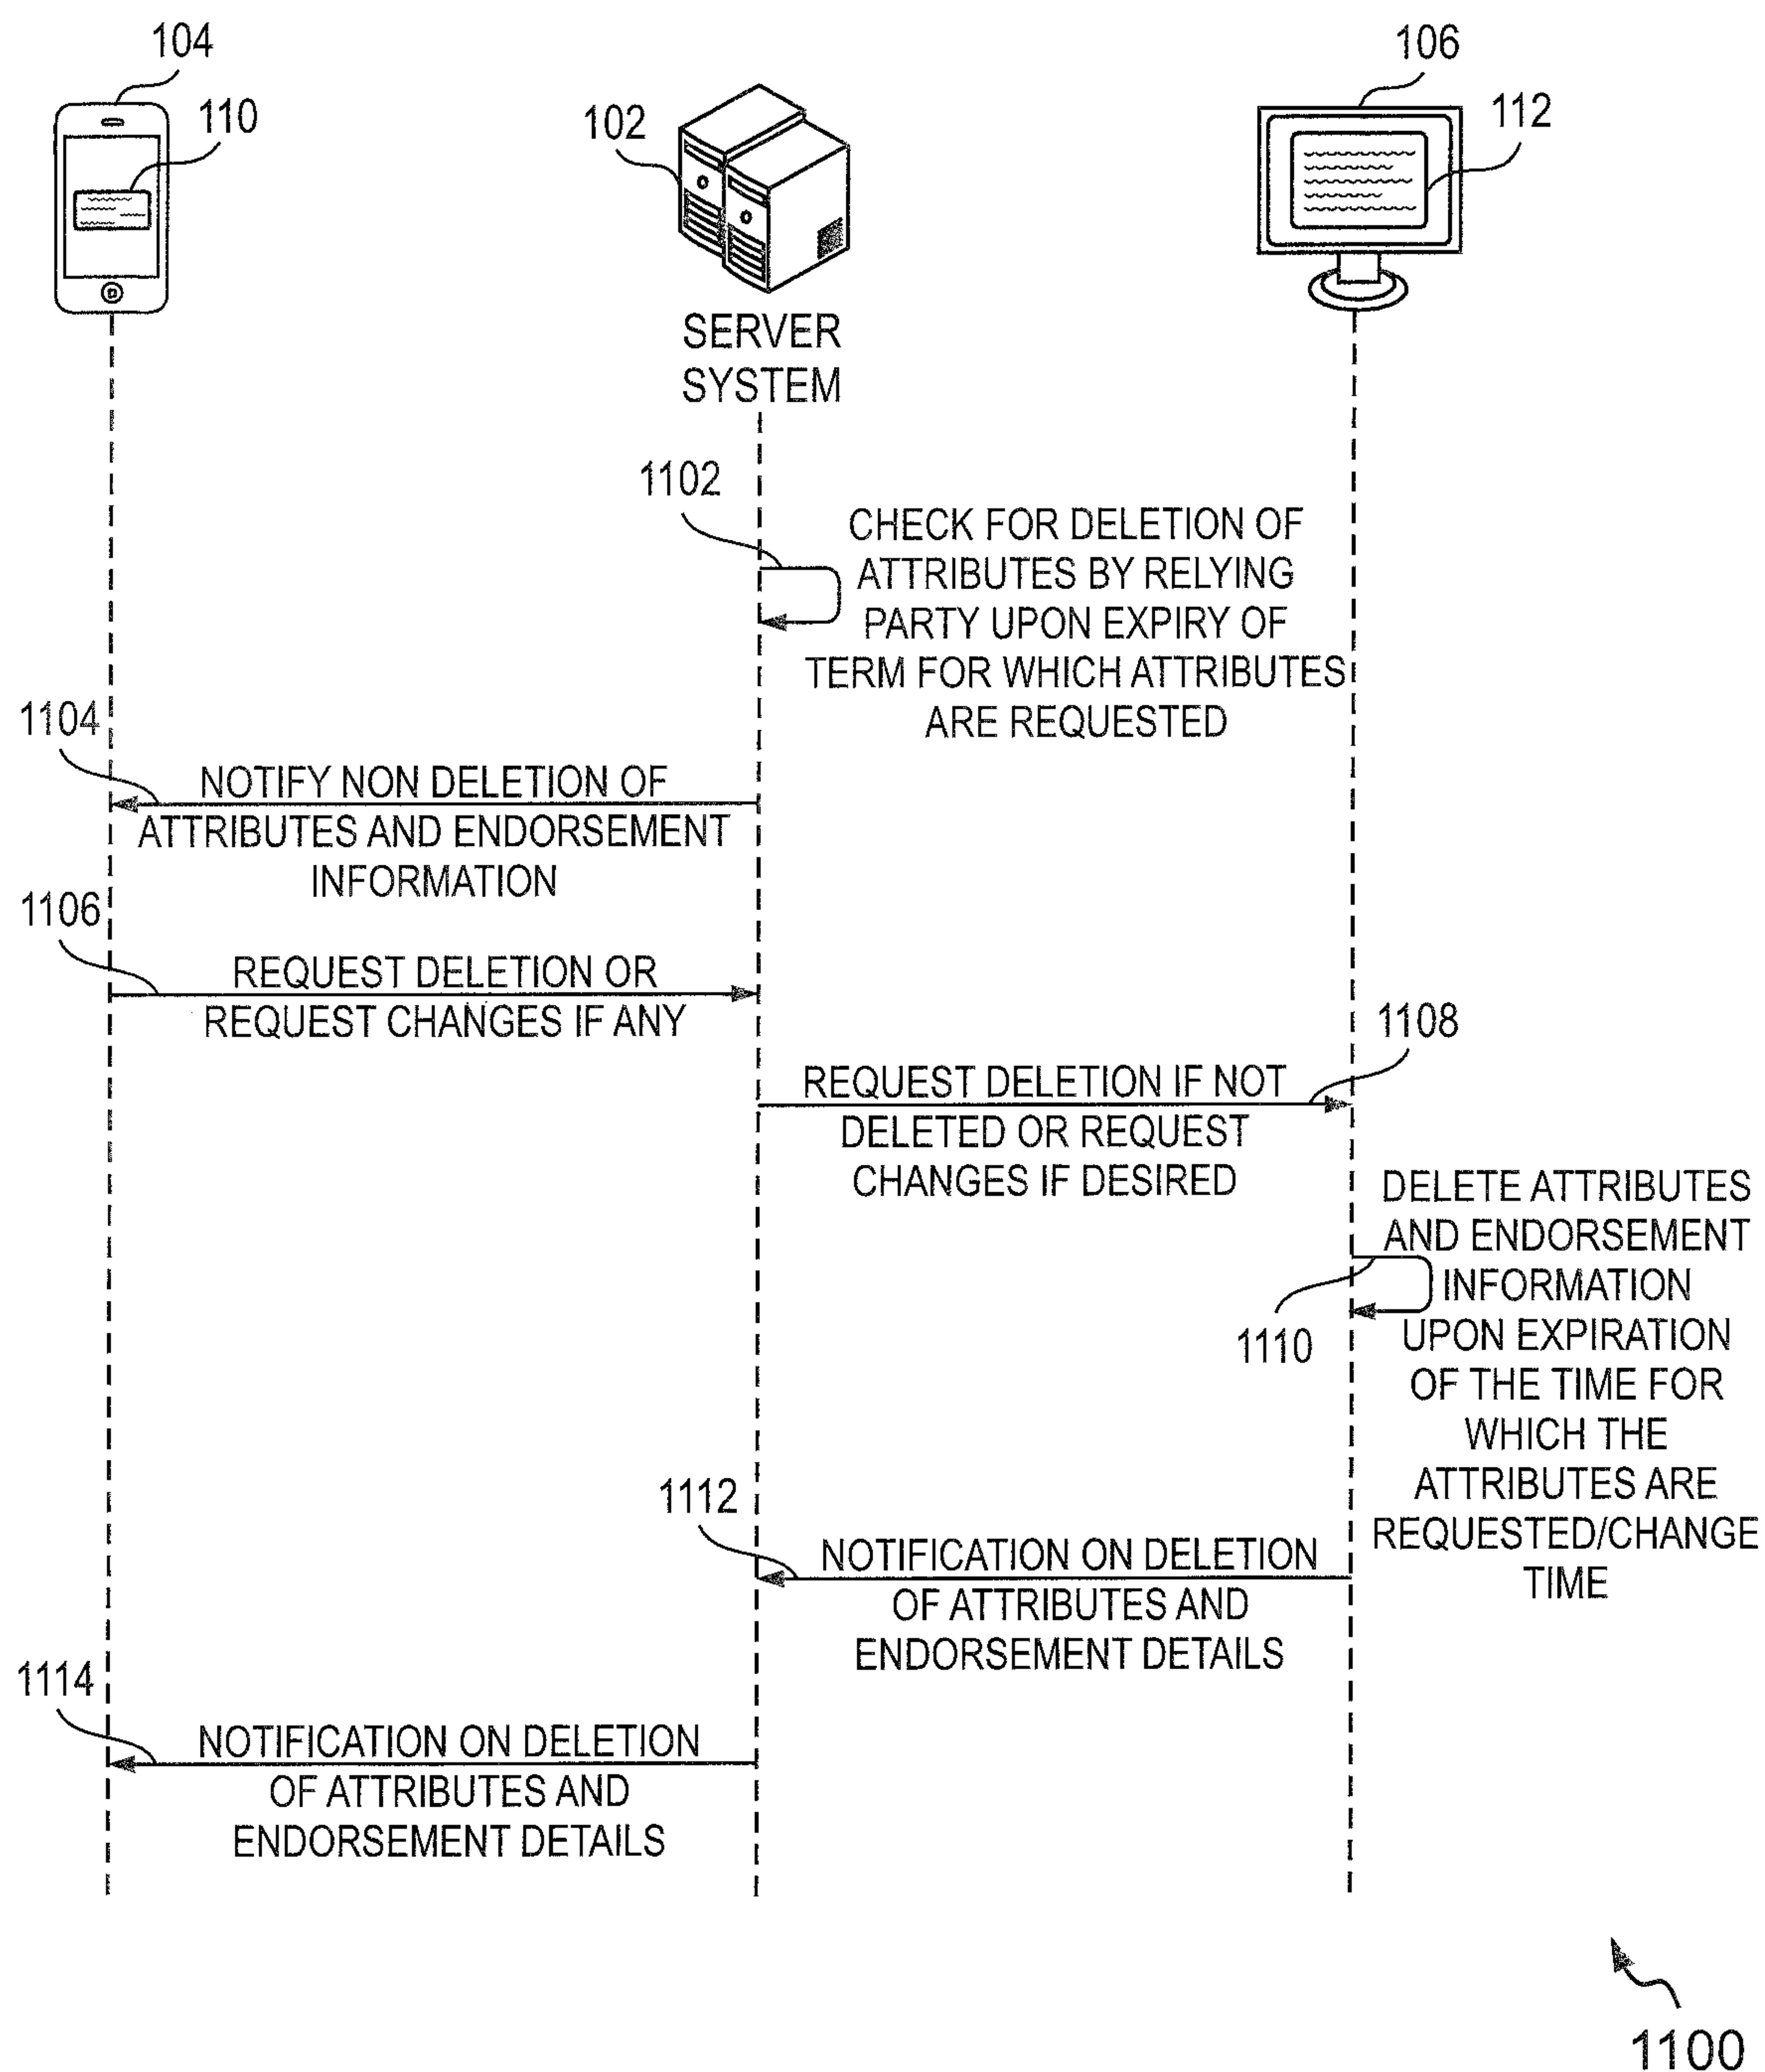 104
110
102
106
112
SERVER
SYSTEM
1102
CHECK FOR DELETION OF
ATTRIBUTES BY RELYING
PARTY UPON EXPIRY OF
TERM FOR WHICH ATTRIBUTES
ARE REQUESTED
1104
NOTIFY NON DELETION OF
ATTRIBUTES AND ENDORSEMENT
INFORMATION
1106
REQUEST DELETION OR
REQUEST CHANGES IF ANY
1108
REQUEST DELETION IF NOT
DELETED OR REQUEST
CHANGES IF DESIRED
DELETE ATTRIBUTES
AND ENDORSEMENT
INFORMATION
UPON EXPIRATION
OF THE TIME FOR
WHICH THE
ATTRIBUTES ARE
REQUESTED/CHANGE
TIME
1110
1112
NOTIFICATION ON DELETION
OF ATTRIBUTES AND
ENDORSEMENT DETAILS
1114
NOTIFICATION ON DELETION
OF ATTRIBUTES AND
ENDORSEMENT DETAILS
1100